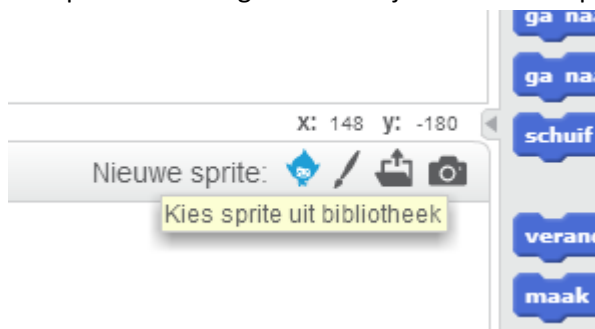 ga naa
ga naa
x: 148 y: -180
schuif
Nieuwe sprite:
Kies sprite uit bibliotheek
verand
maak